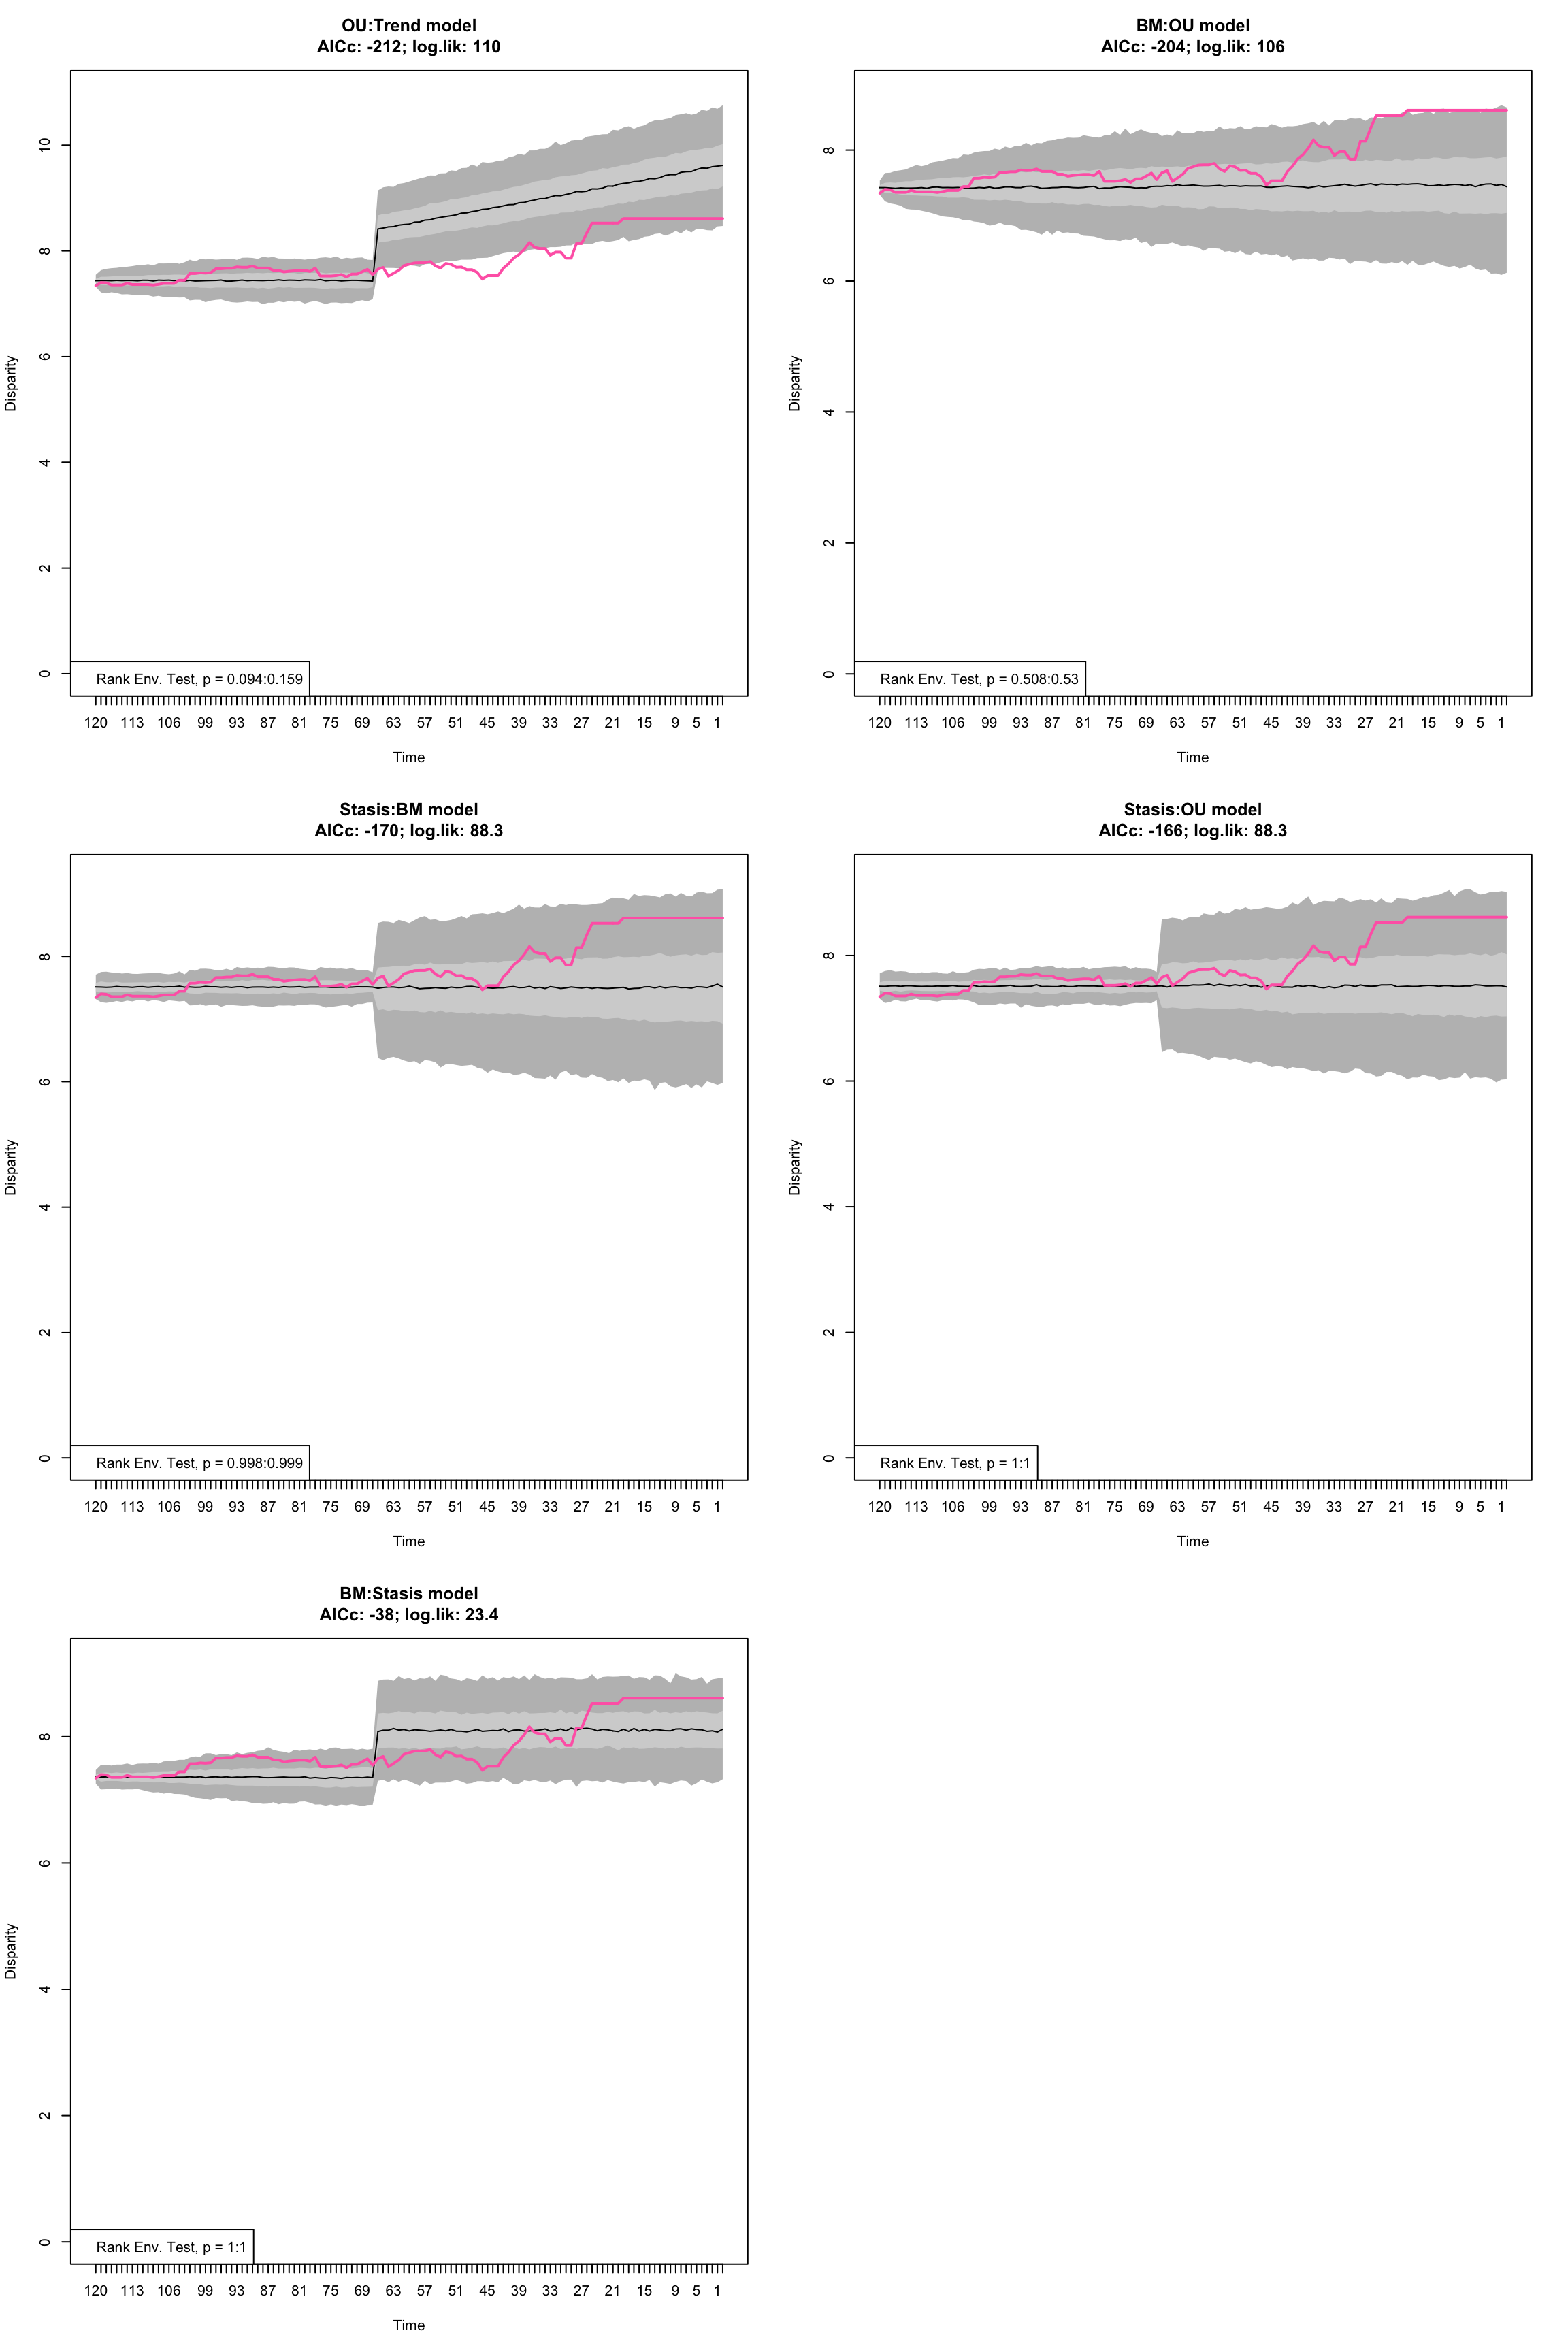 OU:Trend model
AICc: -212; log.lik: 110
Disparity
10
8
6
4
2
0
Rank Env. Test, p = 0.094:0.159
120 113 106 99 93 87 81 75 69 63 57 51 45 39 33 27 21 15 9 5 1
Time
BM:OU model
AICc: -204; log.lik: 106
Disparity
8
6
4
2
0
Rank Env. Test, p = 0.508:0.53
120 113 106 99 93 87 81 75 69 63 57 51 45 39 33 27 21 15 9 5 1
Time
Stasis:BM model
AICc: -170; log.lik: 88.3
Disparity
8
6
4
2
0
Rank Env. Test, p = 0.998:0.999
120 113 106 99 93 87 81 75 69 63 57 51 45 39 33 27 21 15 9 5 1
Time
Stasis:OU model
AICc: -166; log.lik: 88.3
Disparity
8
6
4
2
0
Rank Env. Test, p = 1:1
120 113 106 99 93 87 81 75 69 63 57 51 45 39 33 27 21 15 9 5 1
Time
BM:Stasis model
AICc: -38; log.lik: 23.4
Disparity
8
6
4
2
0
Rank Env. Test, p = 1:1
120 113 106 99 93 87 81 75 69 63 57 51 45 39 33 27 21 15 9 5 1
Time